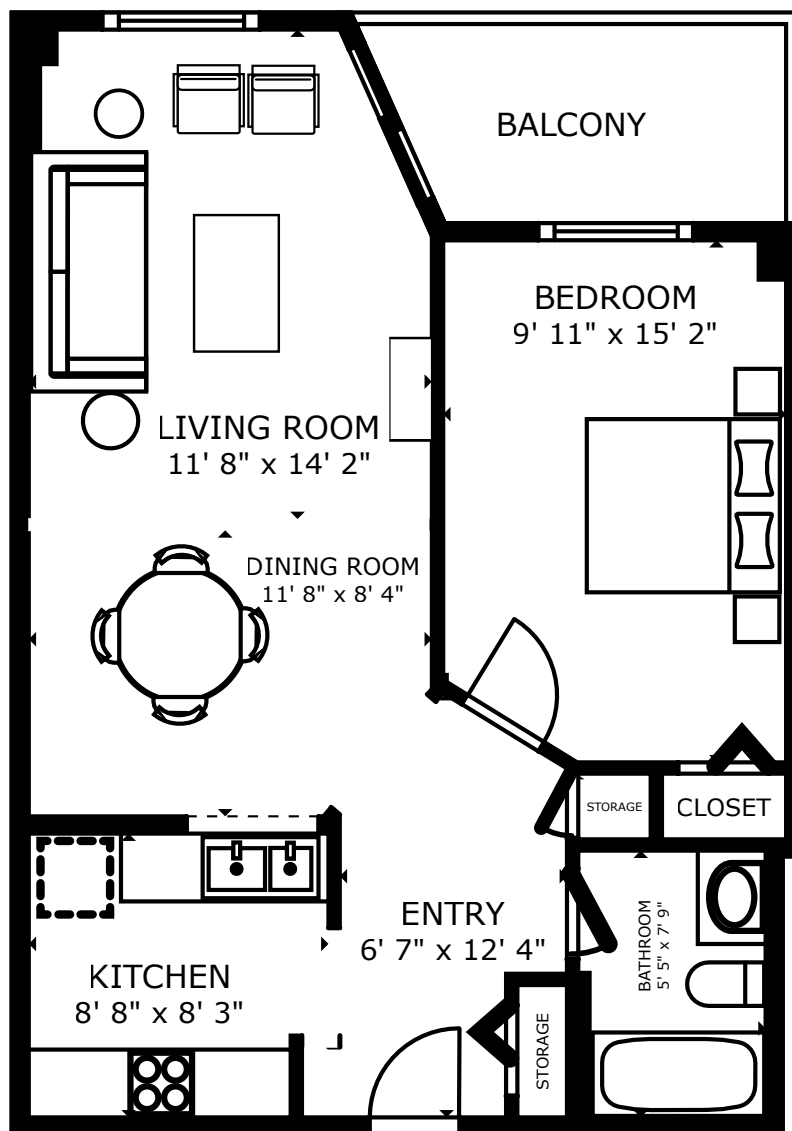 BALCONY
BEDROOM
9' 11" x 15' 2"
LIVING ROOM
11' 8" x 14' 2"
DINING ROOM
11' 8" x 8' 4"
STORAGE
CLOSET
ENTRY
6' 7" x 12' 4"
BATHROOM
5' 5" x 7' 9"
KITCHEN
8' 8" x 8' 3"
STORAGE